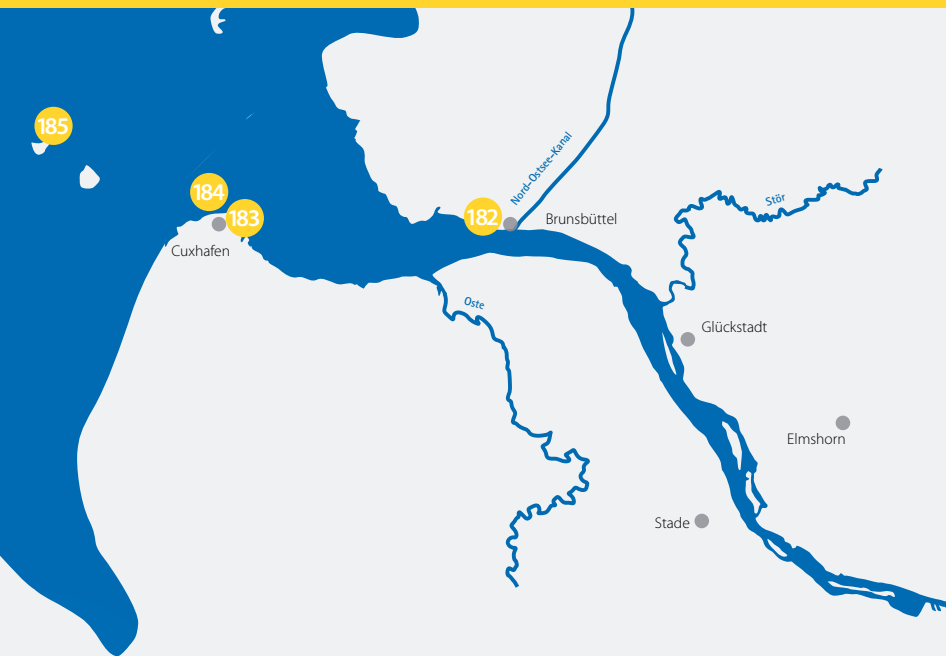 185
Nord-Ostsee-Kanal
184
Stör
183
182
Brunsbüttel
Cuxhafen
Oste
Glückstadt
Elmshorn
Stade